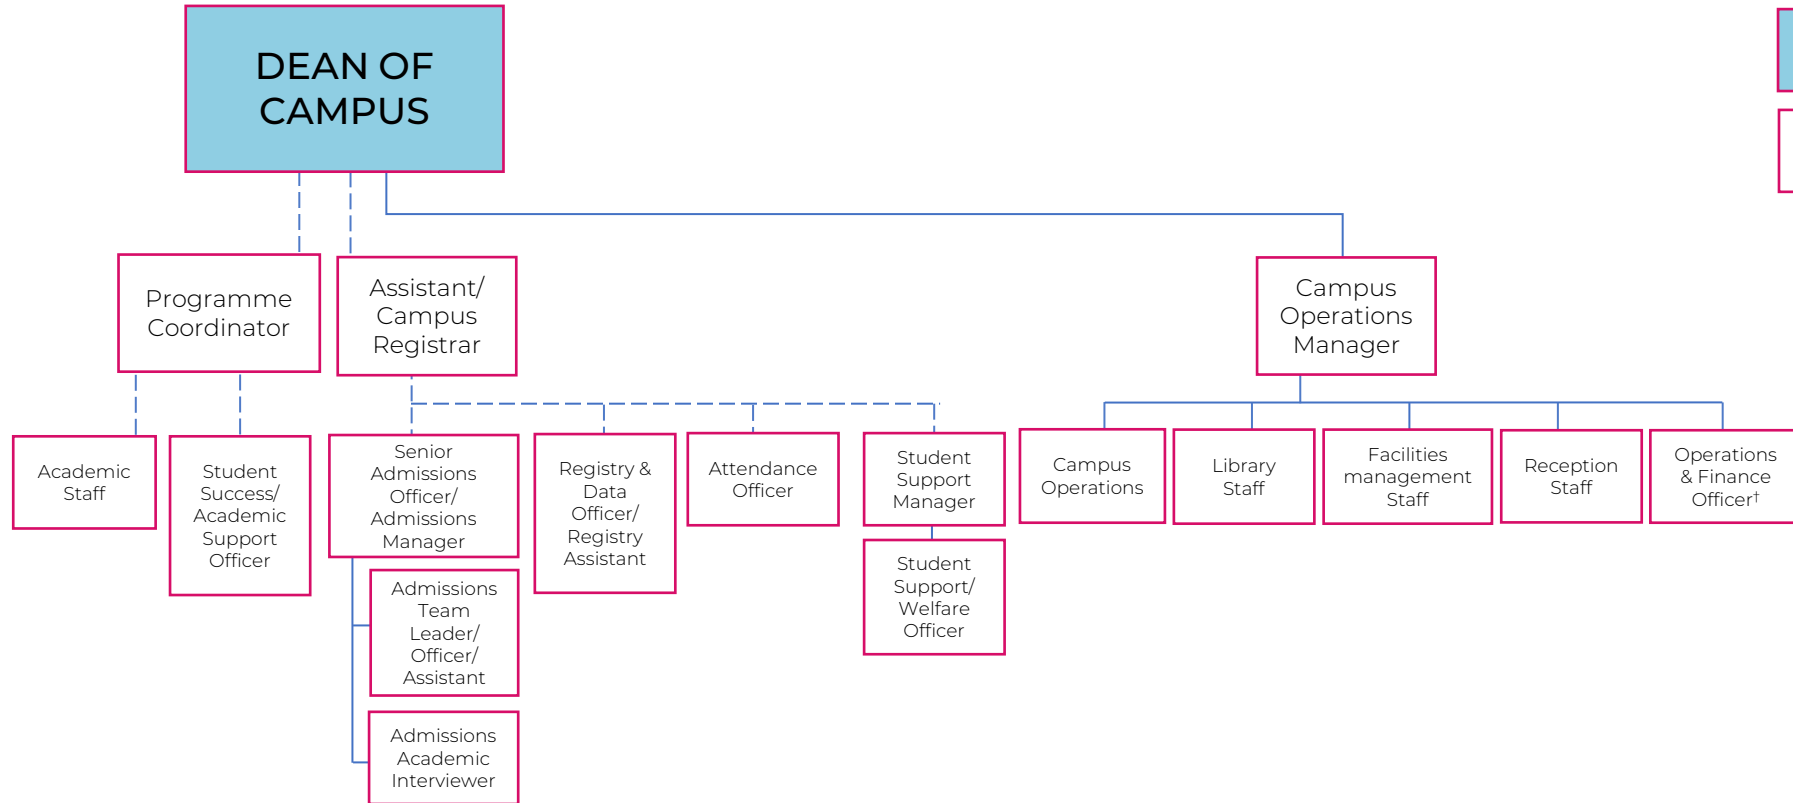 DEAN OF
CAMPUS
Programme
Coordinator
Assistant/
Campus
Registrar
Campus
Operations
Manager
Academic
Staff
Student
Success/
Academic
Support
Officer
Senior
Admissions
Officer/
Admissions
Manager
Admissions
Team
Leader/
Officer/
Assistant
Admissions
Academic
Interviewer
Registry &
Data
Officer/
Registry
Assistant
Attendance
Officer
Student
Support
Manager
Student
Support/
Welfare
Officer
Campus
Operations
Library
Staff
Facilities
management
Staff
Reception
Staff
Operations
& Finance
Officer†